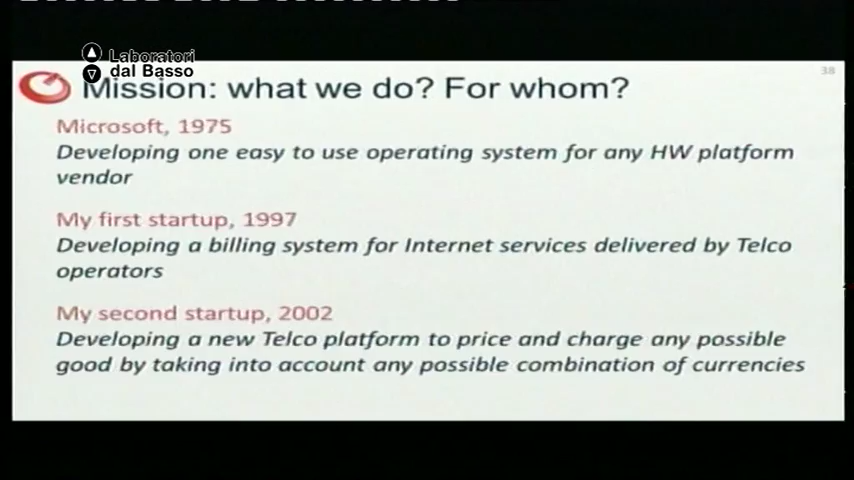 Laboratori
dal Basso
38
Mission: what we do? For whom?
Microsoft, 1975
Developing one easy to use operating system for any HW platform
vendor
My first startup, 1997
Developing a billing system for Internet services delivered by Telco
operators
My second startup, 2002
Developing a new Telco platform to price and charge any possible
good by taking into account any possible combination of currencies